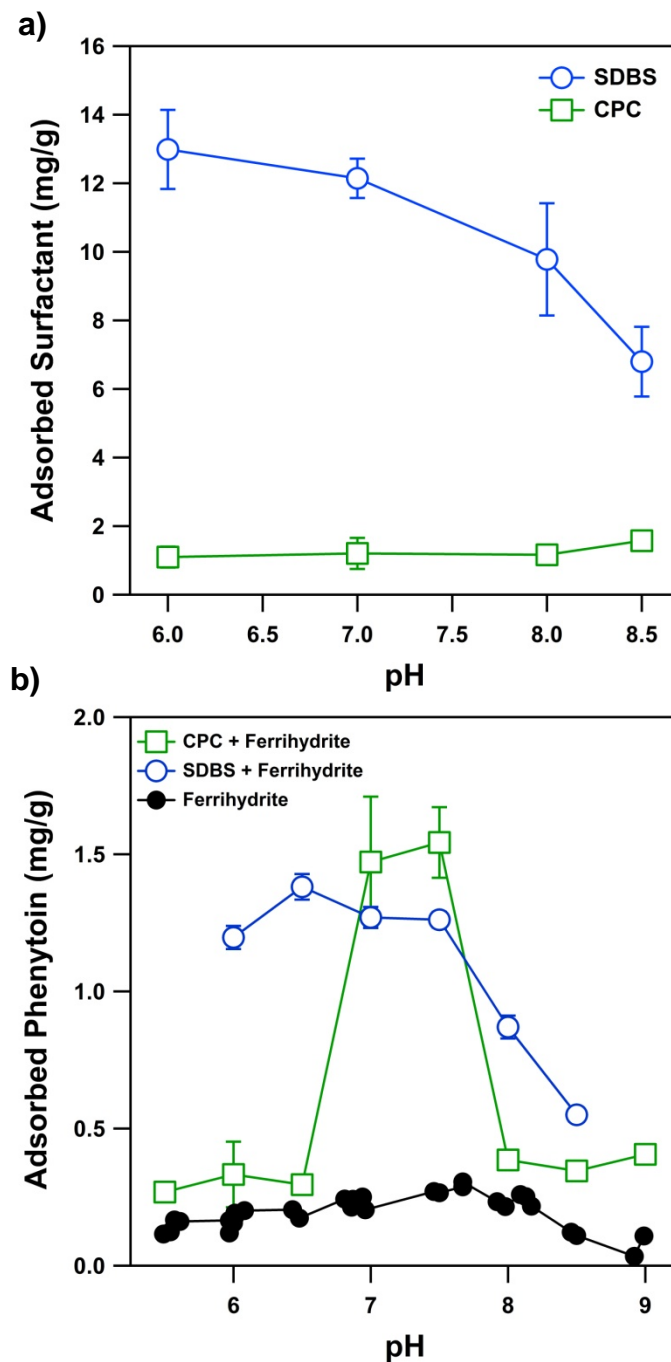 a)
16
14
12
10
8
6
4
2
0
SDBS
CPC
Adsorbed Surfactant (mg/g)
6.0 6.5 7.0 7.5 8.0 8.5
pH
b)
2.0
1.5
1.0
0.5
0.0
CPC + Ferrihydrite
SDBS + Ferrihydrite
Ferrihydrite
Adsorbed Phenytoin (mg/g)
6 7 8 9
pH